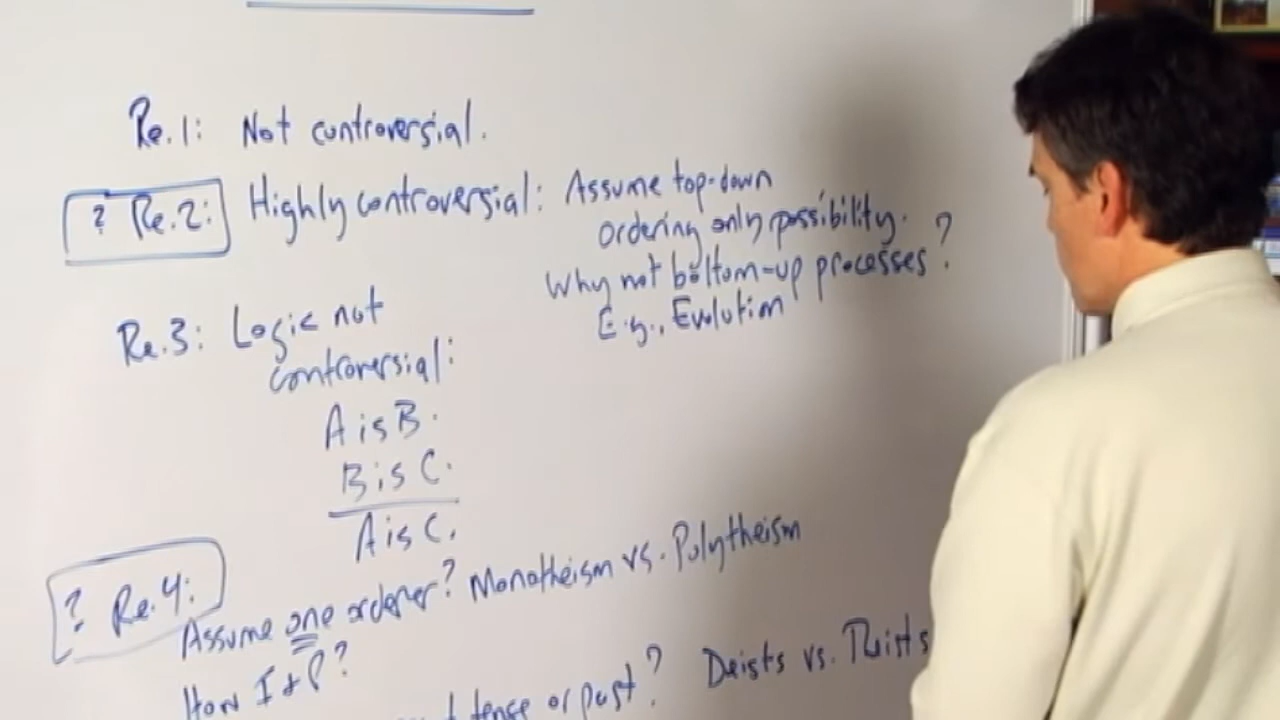 Re.1: Not controversial.
? Re.2: Highly controversial: Assume top-down
ordering only possibility.
Why not bottom-up processes?
E.g., Evolution
Re.3: Logic not
controversial:
A is B.
B is C.
A is C.
? Re.4:
Assume one orderer? Monotheism vs. Polytheism
How I & P?
tense or past? Deists vs. Theists